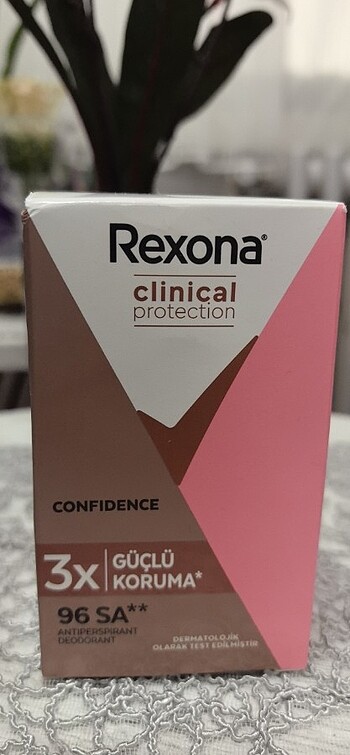 Rexona®
clinical
protection
CONFIDENCE
3x GÜÇLÜ
KORUMA*
96 SA**
ANTIPERSPIRANT
DEODORANT
DERMATOLOJİK
OLARAK TEST EDİLMİŞTİR